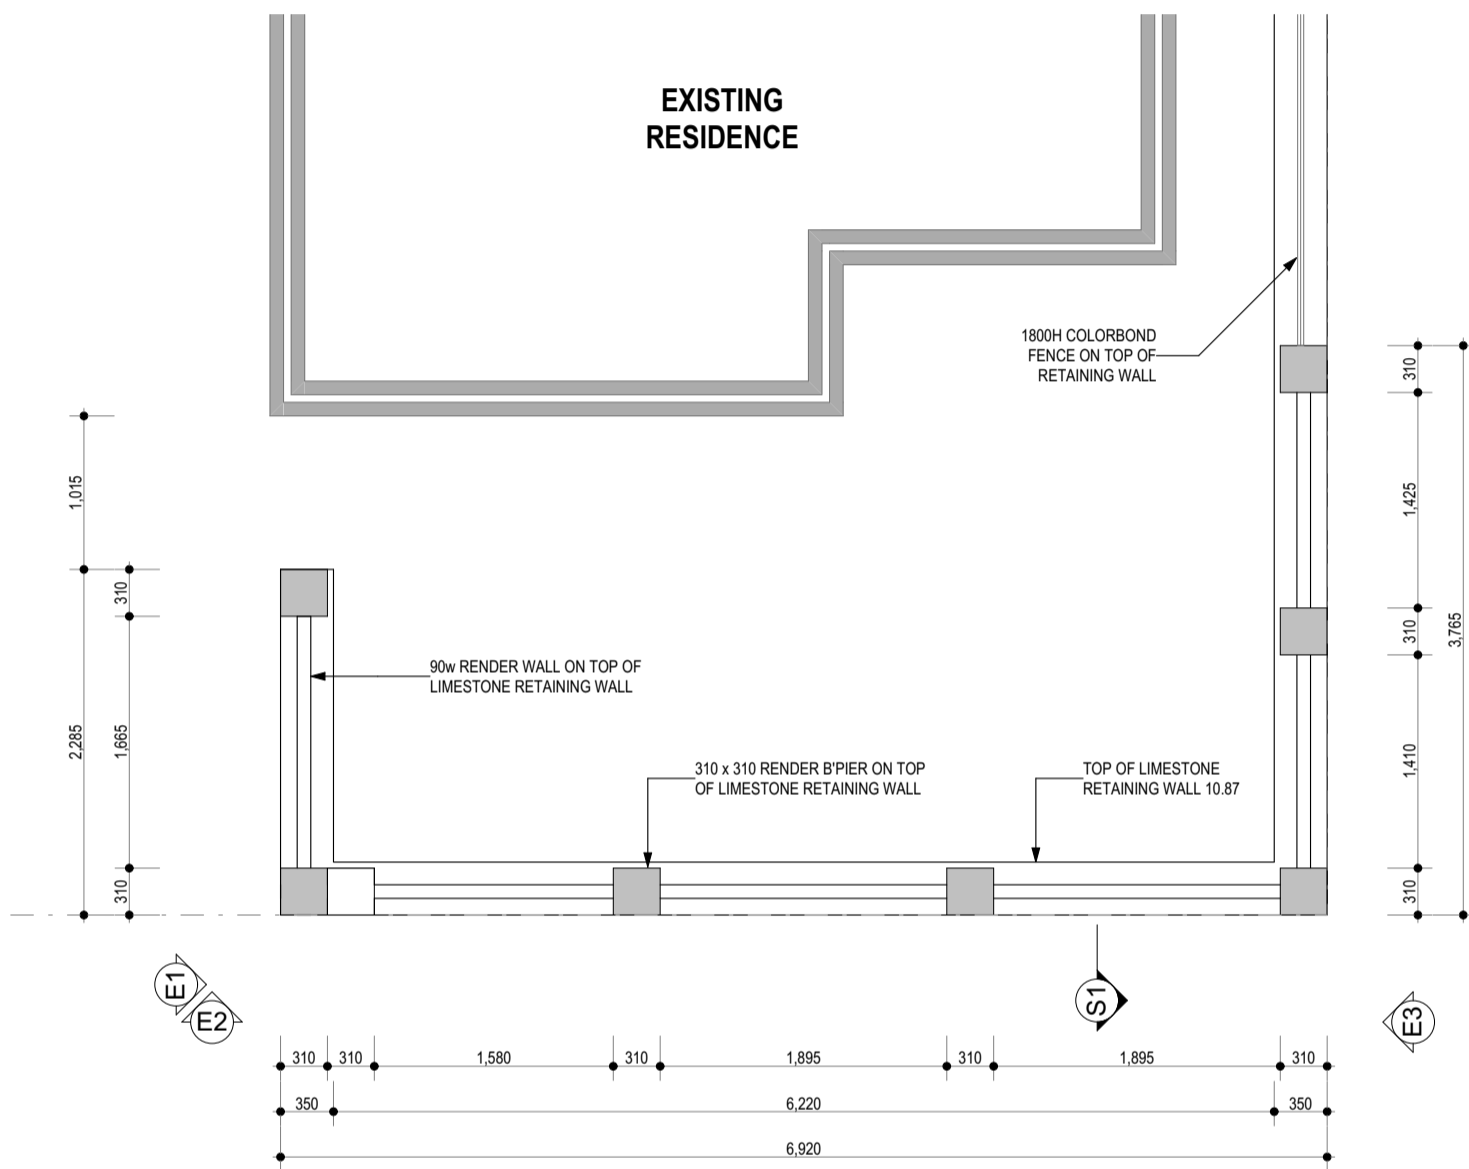 EXISTING
RESIDENCE
1800H COLORBOND
FENCE ON TOP OF
RETAINING WALL
310
1,425
310
3,765
1,410
310
1,015
310
2,285
1,665
310
90w RENDER WALL ON TOP OF
LIMESTONE RETAINING WALL
310 x 310 RENDER B'PIER ON TOP
OF LIMESTONE RETAINING WALL
TOP OF LIMESTONE
RETAINING WALL 10.87
E1
E2
S1
E3
310 310 1,580 310 1,895 310 1,895 310
350 6,220 350
6,920